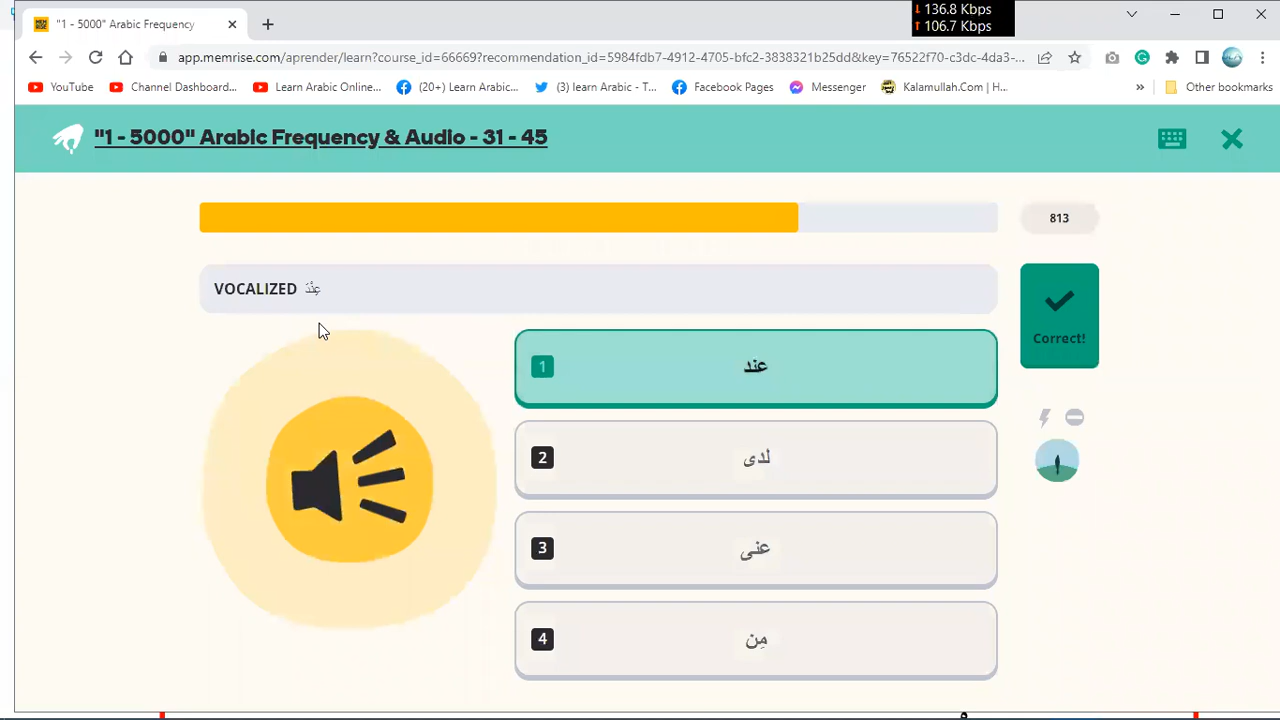 136.8 Kbps
106.7 Kbps
"1 - 5000" Arabic Frequency
app.memrise.com/aprender/learn?course_id=66669?recommendation_id=5984fdb7-4912-4705-bfc2-3838321b25dd&key=76522f70-c3dc-4da3-...
YouTube Channel Dashboard... Learn Arabic Online... (20+) Learn Arabic... (3) learn Arabic - T... Facebook Pages Messenger Kalamullah.Com | H... » Other bookmarks
"1 - 5000" Arabic Frequency & Audio - 31 - 45
813
VOCALIZED عِنْدَ
Correct!
1 عند
2 لدى
3 عنى
4 مِن